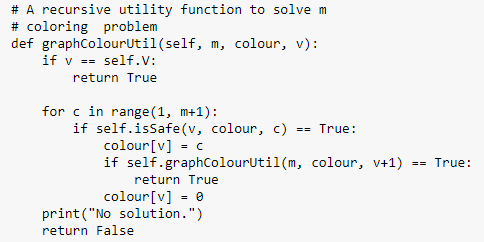 # A recursive utility function to solve m
# coloring  problem
def graphColourUtil(self, m, colour, v):
    if v == self.V:
        return True

    for c in range(1, m+1):
        if self.isSafe(v, colour, c) == True:
            colour[v] = c
            if self.graphColourUtil(m, colour, v+1) == True:
                return True
            colour[v] = 0
    print("No solution.")
    return False